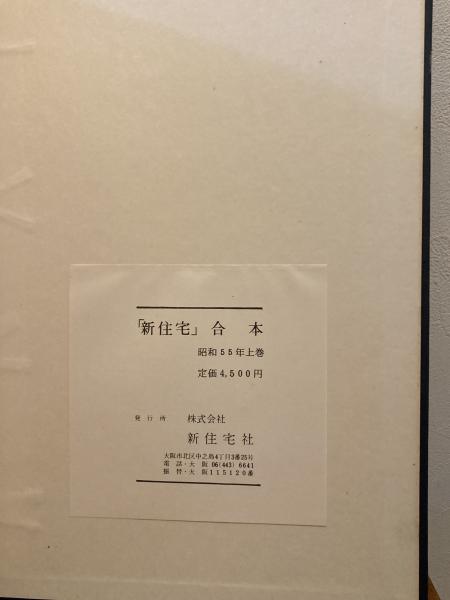 「新住宅」合本
昭和55年上巻
定価4,500円
発行所 株式会社
新住宅社
大阪市北区中之島4丁目3番25号
電話・大阪 06(443)6641
振替・大阪 115120番